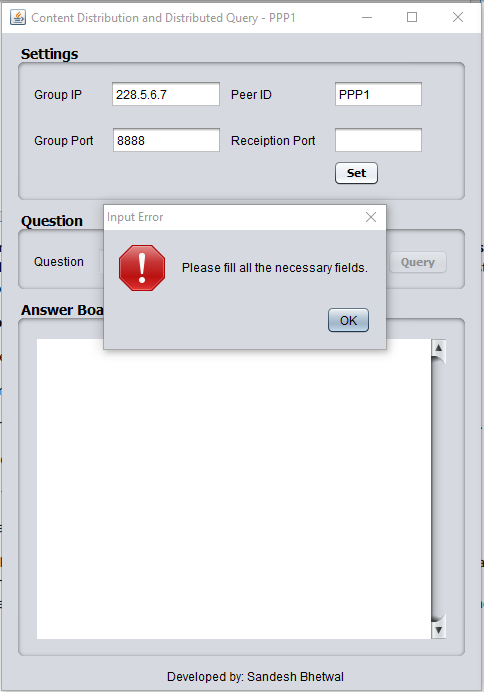 Content Distribution and Distributed Query - PPP1
Settings
Group IP 228.5.6.7 Peer ID PPP1
Group Port 8888 Receiption Port
Set
Question
Input Error
Question
Please fill all the necessary fields.
Query
OK
Answer Boa
Developed by: Sandesh Bhetwal